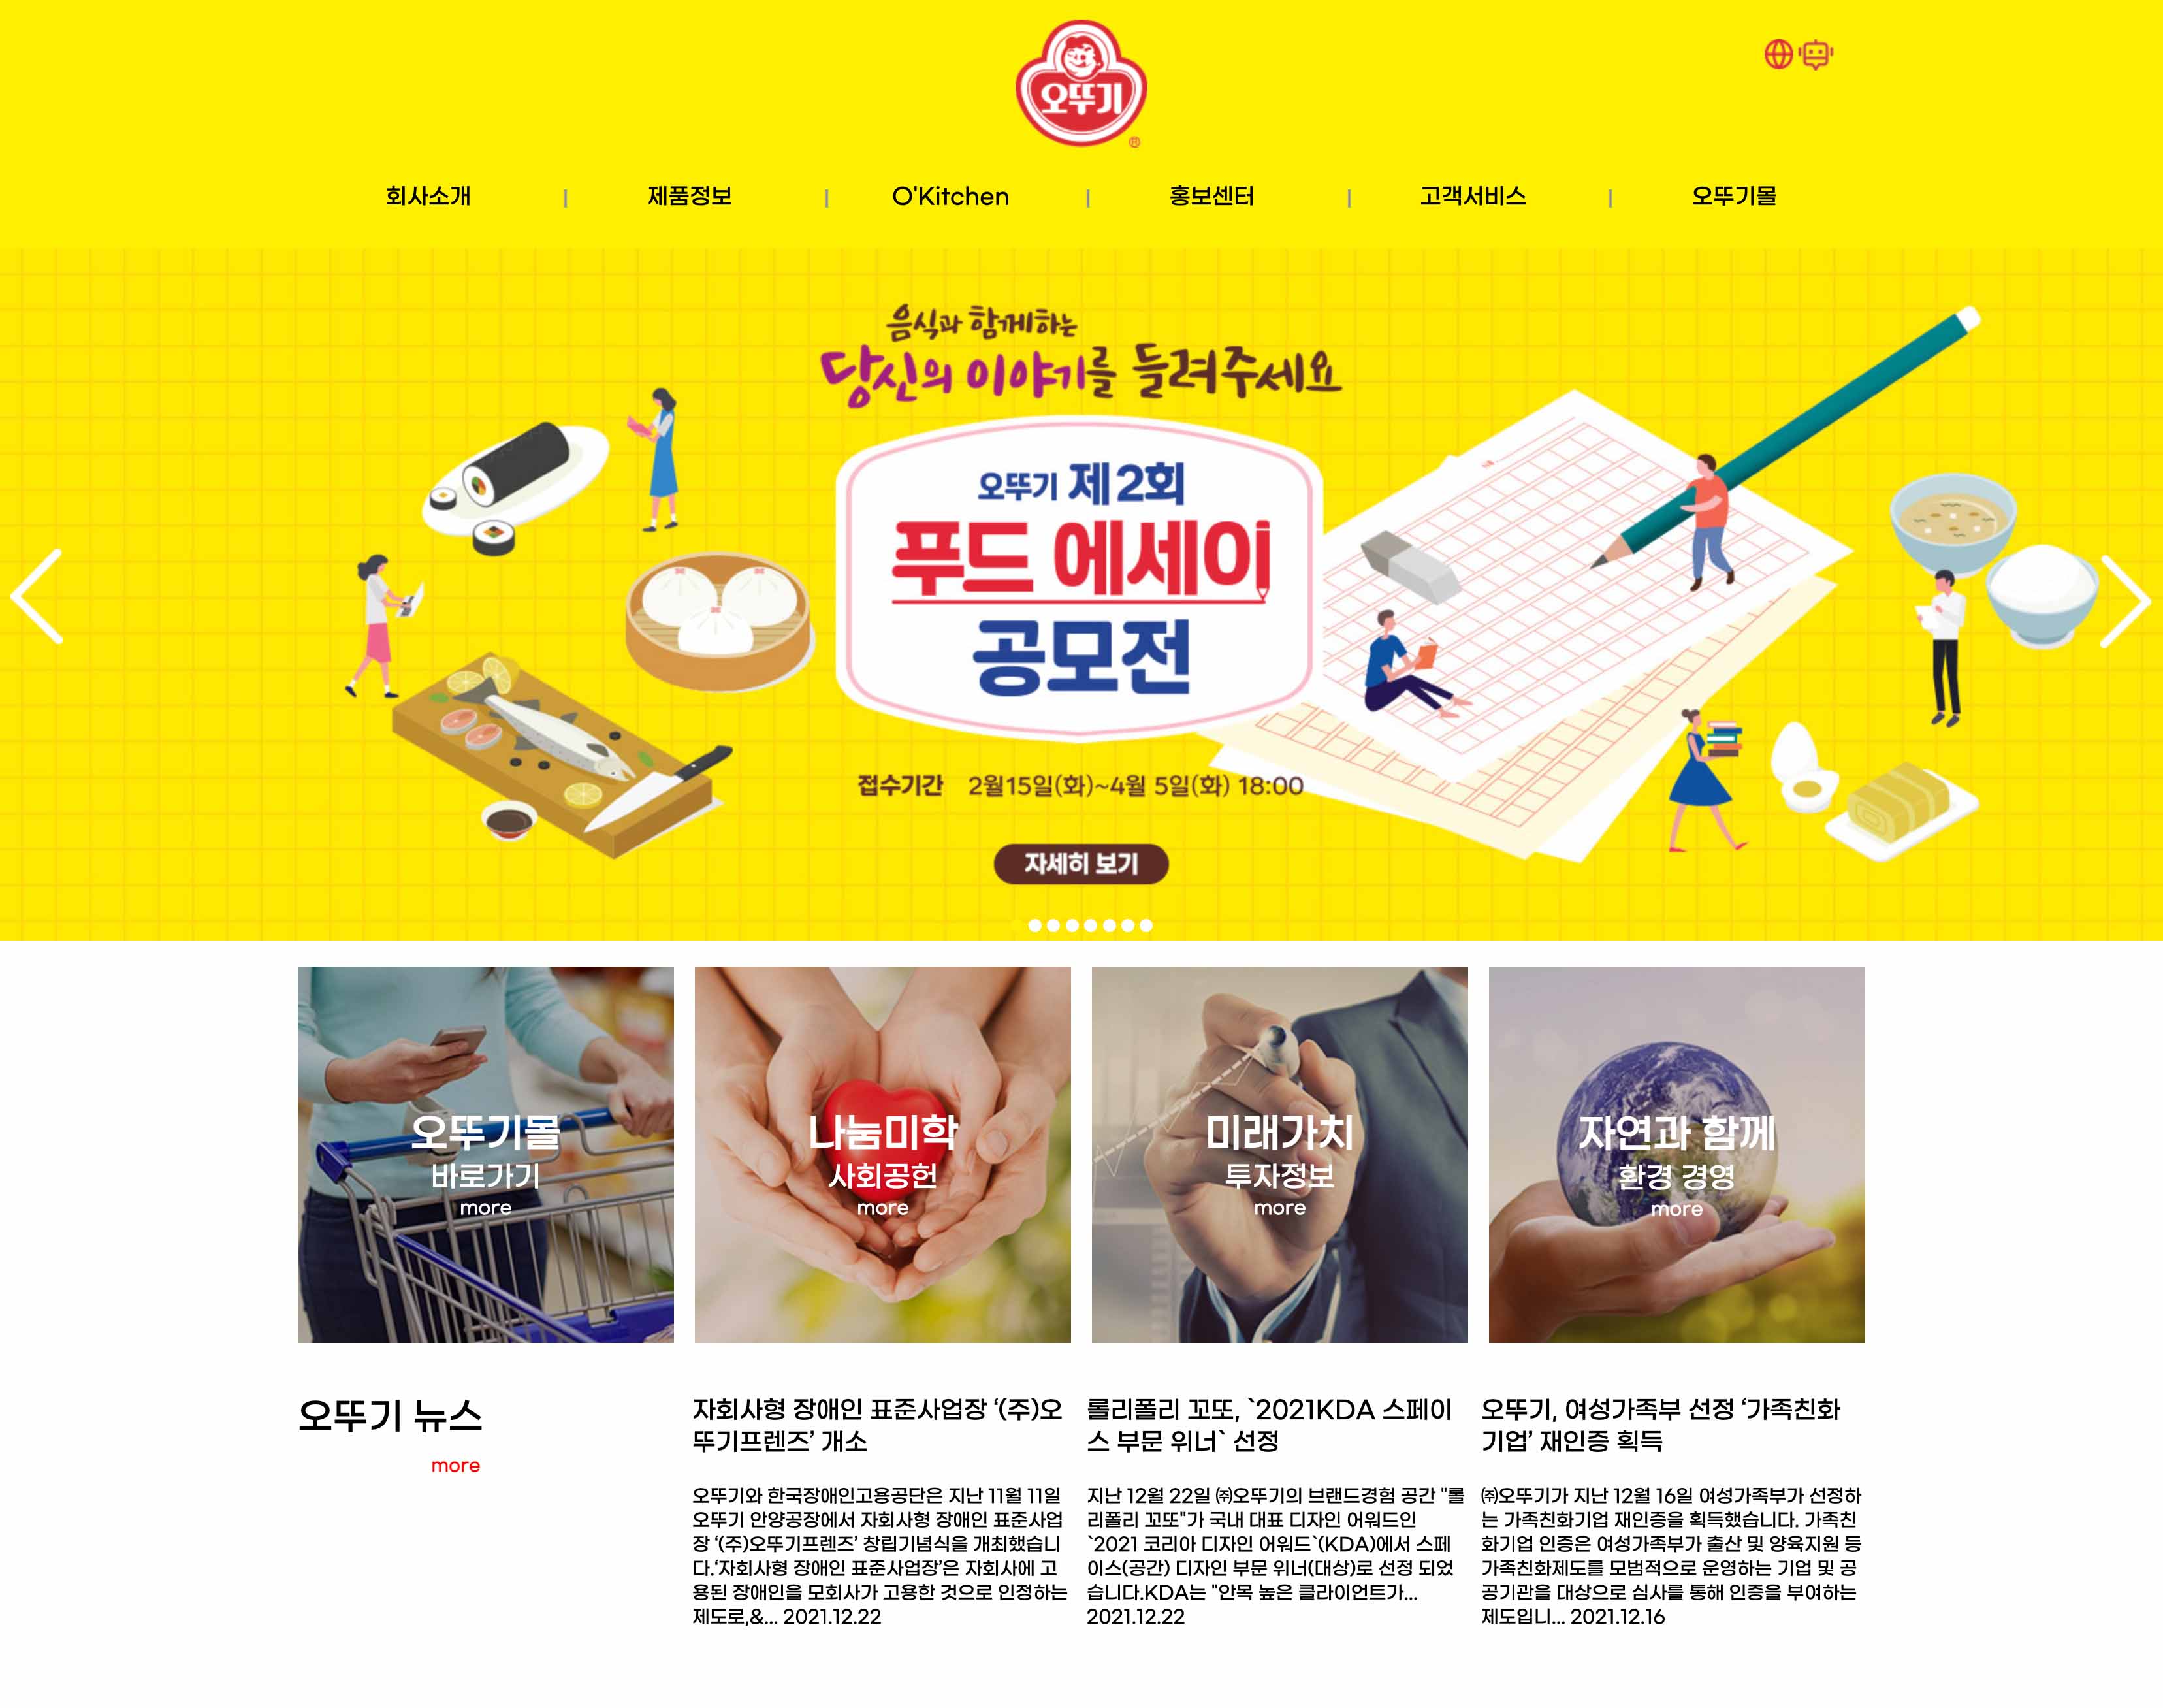 오뚜기
®
회사소개 | 제품정보 | O'Kitchen | 홍보센터 | 고객서비스 | 오뚜기몰
음식과 함께하는
당신의 이야기를 들려주세요
오뚜기 제2회
푸드 에세이
공모전
접수기간 2월15일(화)~4월 5일(화) 18:00
자세히 보기
오뚜기몰
바로가기
more
나눔미학
사회공헌
more
미래가치
투자정보
more
자연과 함께
환경 경영
more
오뚜기 뉴스
more
자회사형 장애인 표준사업장 ‘(주)오
뚜기프렌즈’ 개소
오뚜기와 한국장애인고용공단은 지난 11월 11일
오뚜기 안양공장에서 자회사형 장애인 표준사업
장 ‘(주)오뚜기프렌즈’ 창립기념식을 개최했습니
다.‘자회사형 장애인 표준사업장’은 자회사에 고
용된 장애인을 모회사가 고용한 것으로 인정하는
제도로,&... 2021.12.22
롤리폴리 꼬또, `2021KDA 스페이
스 부문 위너` 선정
지난 12월 22일 ㈜오뚜기의 브랜드경험 공간 "롤
리폴리 꼬또"가 국내 대표 디자인 어워드인
`2021 코리아 디자인 어워드`(KDA)에서 스페
이스(공간) 디자인 부문 위너(대상)로 선정 되었
습니다.KDA는 "안목 높은 클라이언트가...
2021.12.22
오뚜기, 여성가족부 선정 ‘가족친화
기업’ 재인증 획득
㈜오뚜기가 지난 12월 16일 여성가족부가 선정하
는 가족친화기업 재인증을 획득했습니다. 가족친
화기업 인증은 여성가족부가 출산 및 양육지원 등
가족친화제도를 모범적으로 운영하는 기업 및 공
공기관을 대상으로 심사를 통해 인증을 부여하는
제도입니... 2021.12.16